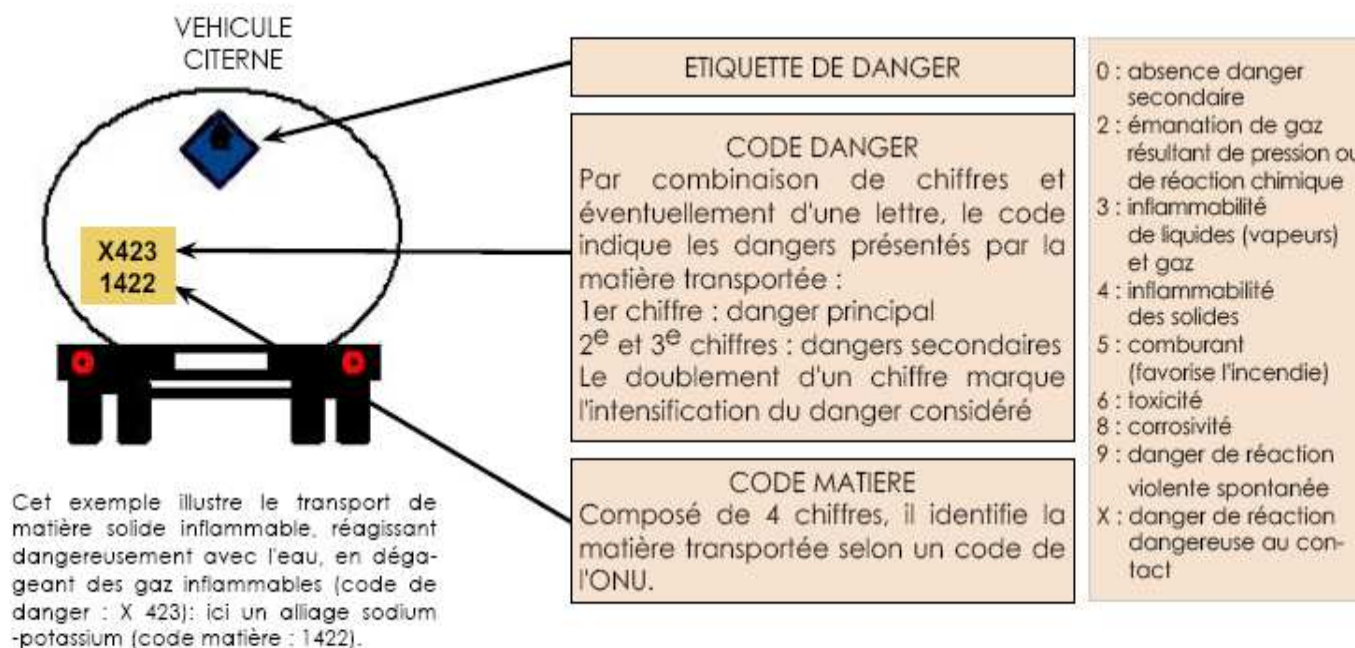 VEHICULE
CITERNE
X423
1422
Cet exemple illustre le transport de
matière solide inflammable, réagissant
dangereusement avec l'eau, en déga-
geant des gaz inflammables (code de
danger : X 423): ici un alliage sodium
-potassium (code matière : 1422).
ETIQUETTE DE DANGER
CODE DANGER
Par combinaison de chiffres et
éventuellement d'une lettre, le code
indique les dangers présentés par la
matière transportée :
1er chiffre : danger principal
2e et 3e chiffres : dangers secondaires
Le doublement d'un chiffre marque
l'intensification du danger considéré
CODE MATIERE
Composé de 4 chiffres, il identifie la
matière transportée selon un code de
l'ONU.
0 : absence danger
secondaire
2 : émanation de gaz
résultant de pression ou
de réaction chimique
3 : inflammabilité
de liquides (vapeurs)
et gaz
4 : inflammabilité
des solides
5 : comburant
(favorise l'incendie)
6 : toxicité
8 : corrosivité
9 : danger de réaction
violente spontanée
X : danger de réaction
dangereuse au con-
tact